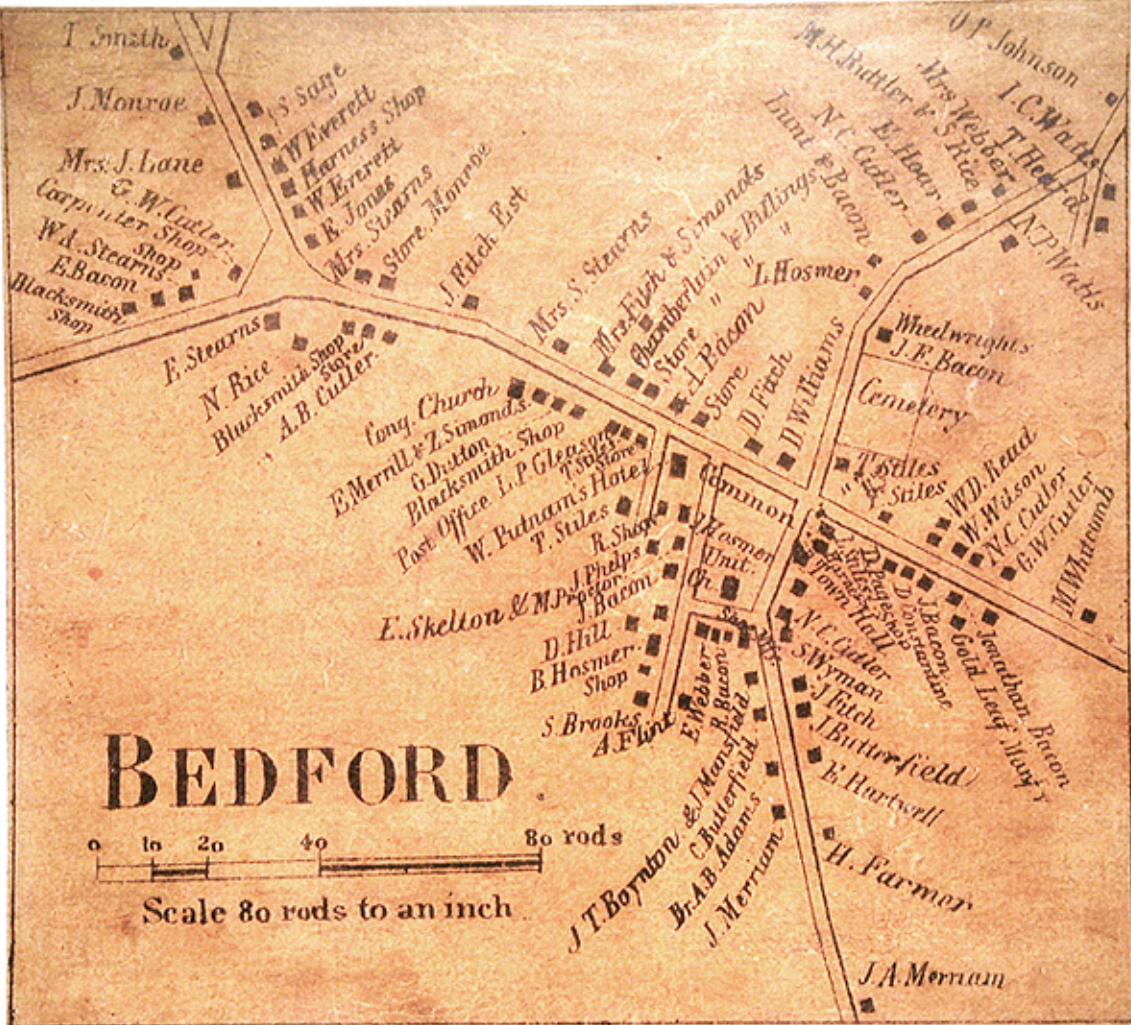 I Smith
J. Monroe
Mrs. J. Lane
G. W. Cutler
Carpenter Shop
Shop
W.A. Stearns
E. Bacon
Blacksmith
Shop
S Sage
W Everett
Harness Shop
W. Everett
E. Jones
Mrs. Stearns
Store. Monroe
J. Fitch Est
E. Stearns
N. Rice
Blacksmith Shop
Store
A.B. Cutler
Mrs. S. Stearns
Mrs. Fitch & Simonds
Chamberlain & Billings
" "
Store "
A. Bacon
Store
D. Fitch
D. Williams
L. Hosmer
Lunt & Bacon
N. C. Cutler
E. Hoar
M.H. Ruttler & S. Rice
Mrs Webber
T. Heard
I. C. Watts
O P Johnson
N. P. Watts
Wheelwrights
J. F. Bacon
Cemetery
T. Stiles
" Stiles
W.D. Read
W. Wilson
N. C. Cutler
G. W. Cutler
M. Whitcomb
Cong. Church
E. Merrill & Z. Simonds
G. Dutton
Blacksmith Shop
Post Office L. P. Gleason
T. Stiles
Store
W. Putnam's Hotel
T. Stiles
R. Shaw
J. Phelps
E. Skelton & M. Proctor
J. Bacon
D. Hill
B. Hosmer
Shop
S. Brooks
A. Flint
Common
J Hosmer
Unit.
Ch.
Town Hall
D. Page shop
D Constantine
J. Bacon
Gold Leaf Manf'y
Jonathan Bacon
N. C. Cutler
S. Wyman
J. Fitch
J. Butterfield
E. Hartwell
H. Farmer
E. Webber
R. Bacon
J T. Boynton & J. Mansfield
C. Butterfield
Dr. A.B. Adams
J. Merriam
J. A. Merriam
BEDFORD.
0 10 20 40 80 rods
Scale 80 rods to an inch